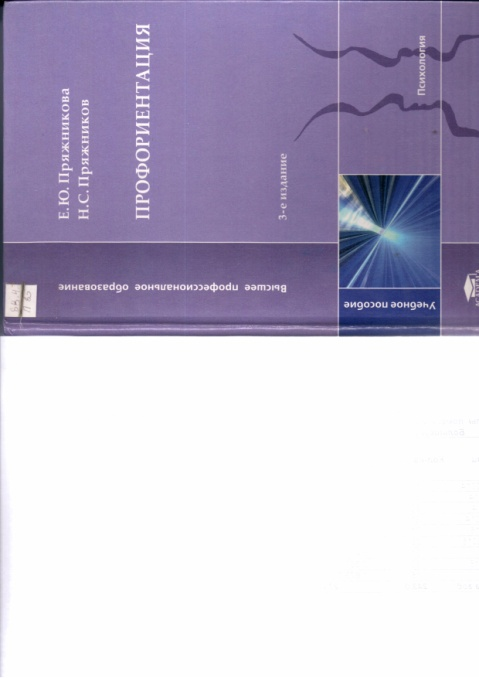 Высшее профессиональное образование
Е.Ю. Пряжникова
Н.С. Пряжников
ПРОФОРИЕНТАЦИЯ
3-е издание
Учебное пособие
Психология